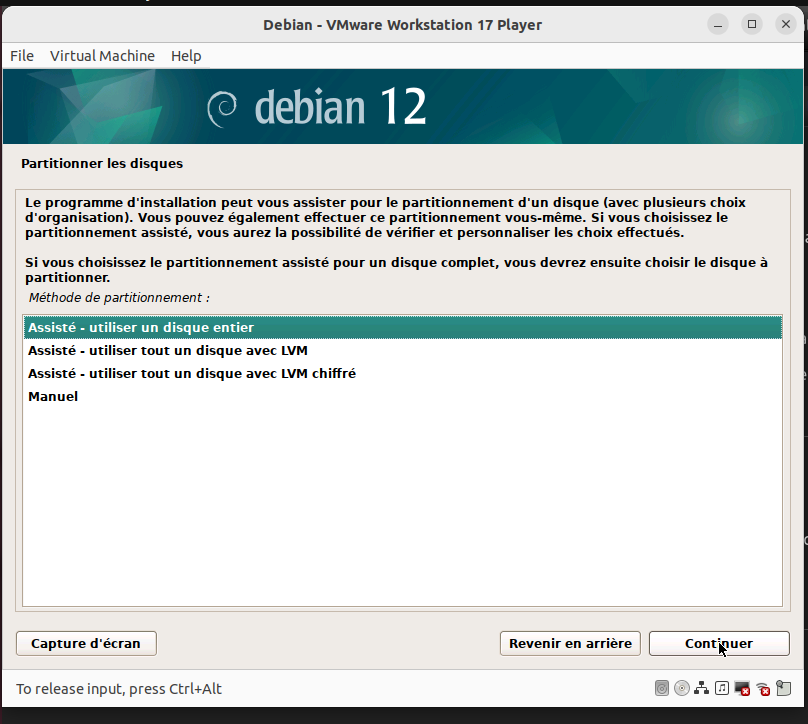 Debian - VMware Workstation 17 Player
File Virtual Machine Help
debian 12
Partitionner les disques
Le programme d'installation peut vous assister pour le partitionnement d'un disque (avec plusieurs choix
d'organisation). Vous pouvez également effectuer ce partitionnement vous-même. Si vous choisissez le
partitionnement assisté, vous aurez la possibilité de vérifier et personnaliser les choix effectués.
Si vous choisissez le partitionnement assisté pour un disque complet, vous devrez ensuite choisir le disque à
partitionner.
Méthode de partitionnement :
Assisté - utiliser un disque entier
Assisté - utiliser tout un disque avec LVM
Assisté - utiliser tout un disque avec LVM chiffré
Manuel
Capture d'écran Revenir en arrière Continuer
To release input, press Ctrl+Alt